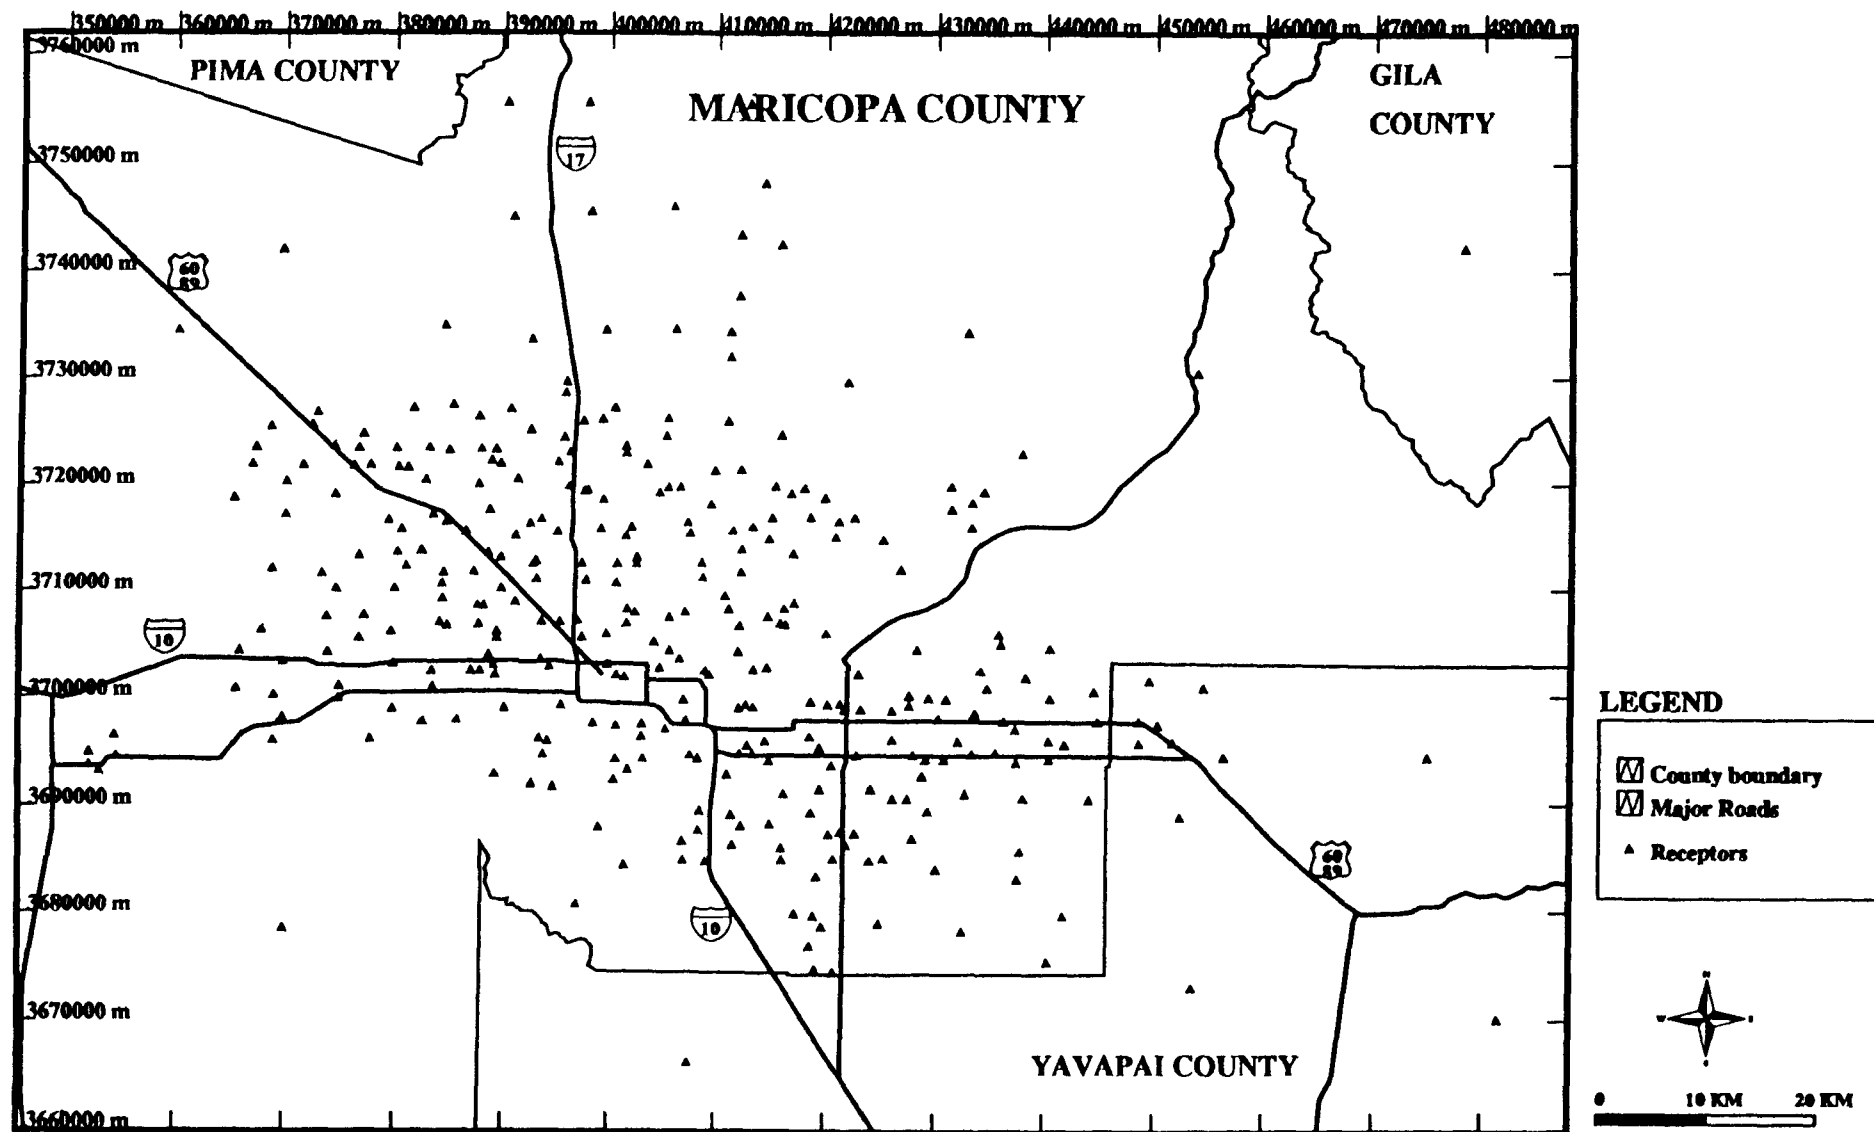 350000 m 360000 m 370000 m 380000 m 390000 m 400000 m 410000 m 420000 m 430000 m 440000 m 450000 m 460000 m 470000 m 480000 m
3760000 m
PIMA COUNTY
MARICOPA COUNTY
GILA
COUNTY
17
3750000 m
3740000 m
60
89
3730000 m
3720000 m
3710000 m
10
3700000 m
LEGEND
County boundary
Major Roads
Receptors
3690000 m
60
89
3680000 m
10
3670000 m
N
W
E
S
YAVAPAI COUNTY
0 10 KM 20 KM
3660000 m